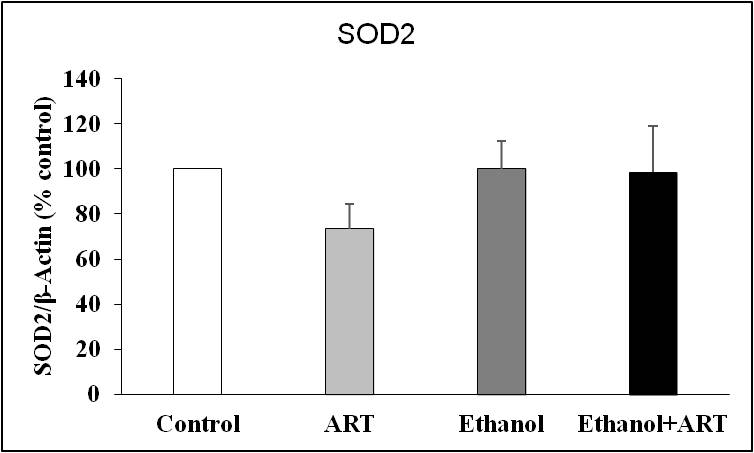 SOD2
SOD2/β-Actin (% control)
140
120
100
80
60
40
20
0
Control ART Ethanol Ethanol+ART